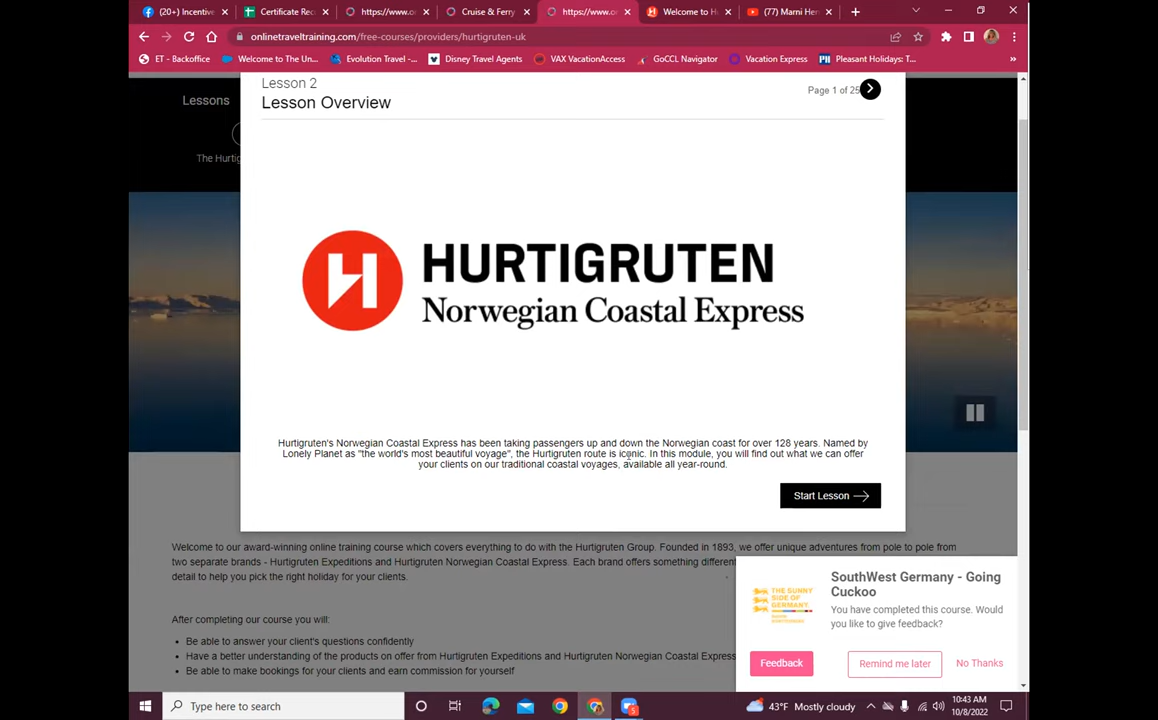 (20+) Incentive
Certificate Rec
https://www.o
Cruise & Ferry
https://www.o
Welcome to H
(77) Marni He
onlinetraveltraining.com/free-courses/providers/hurtigruten-uk
ET - Backoffice
Welcome to The Un...
Evolution Travel -...
Disney Travel Agents
VAX VacationAccess
GoCCL Navigator
Vacation Express
Pleasant Holidays: T...
Lessons
The Hurtig
Lesson 2
Lesson Overview
Page 1 of 25
HURTIGRUTEN
Norwegian Coastal Express
Hurtigruten's Norwegian Coastal Express has been taking passengers up and down the Norwegian coast for over 128 years. Named by
Lonely Planet as "the world's most beautiful voyage", the Hurtigruten route is iconic. In this module, you will find out what we can offer
your clients on our traditional coastal voyages, available all year-round.
Start Lesson
Welcome to our award-winning online training course which covers everything to do with the Hurtigruten Group. Founded in 1893, we offer unique adventures from pole to pole from
two separate brands - Hurtigruten Expeditions and Hurtigruten Norwegian Coastal Express. Each brand offers something different
detail to help you pick the right holiday for your clients.
After completing our course you will:
• Be able to answer your client's questions confidently
• Have a better understanding of the products on offer from Hurtigruten Expeditions and Hurtigruten Norwegian Coastal Express
• Be able to make bookings for your clients and earn commission for yourself
THE SUNNY
SIDE OF
GERMANY.
SouthWest Germany - Going
Cuckoo
You have completed this course. Would
you like to give feedback?
Feedback
Remind me later
No Thanks
Type here to search
43°F Mostly cloudy
10:43 AM
10/8/2022